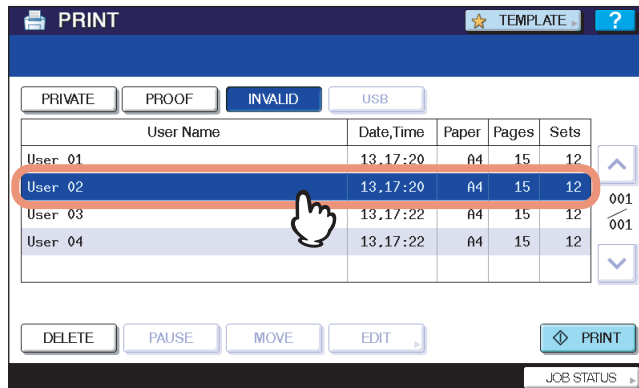 PRINT TEMPLATE ?
PRIVATE PROOF INVALID USB
User Name Date,Time Paper Pages Sets
User 01 13,17:20 A4 15 12
User 02 13,17:20 A4 15 12
001
User 03 13,17:22 A4 15 12
001
User 04 13,17:22 A4 15 12
DELETE PAUSE MOVE EDIT PRINT
JOB STATUS